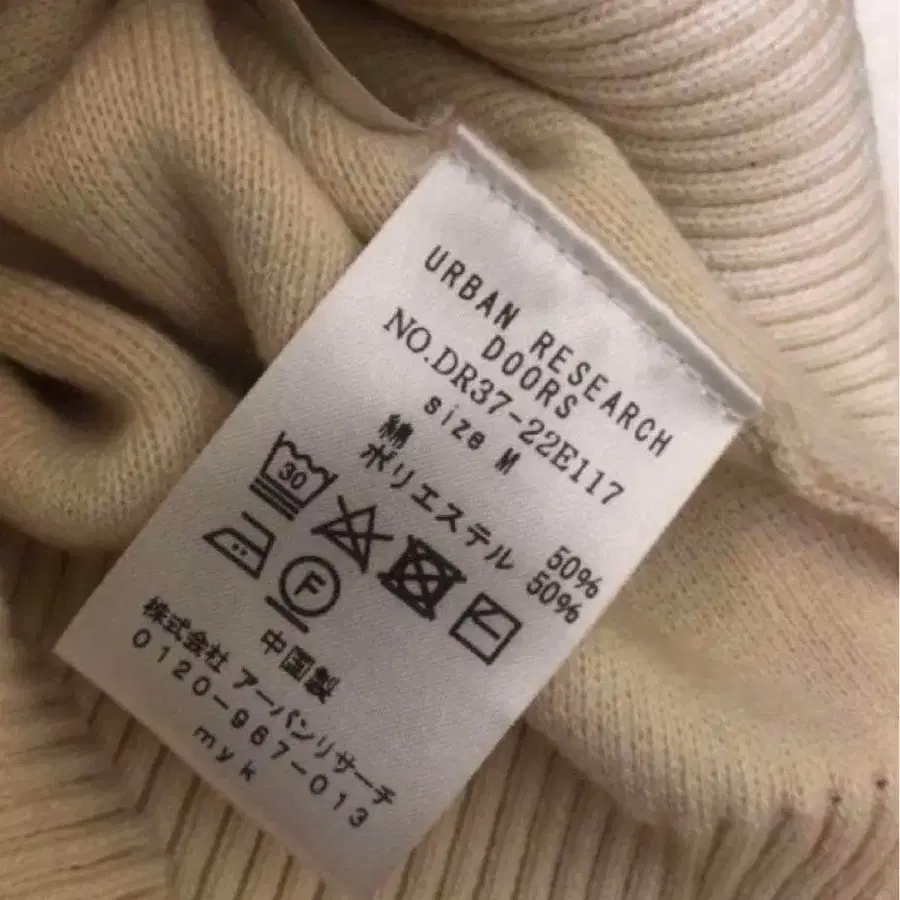 URBAN RESEARCH
DOORS
NO.DR37-22E117
size M
綿 50%
ポリエステル 50%
30
F
中国製
株式会社 アーバンリサーチ
0120-967-013
myk